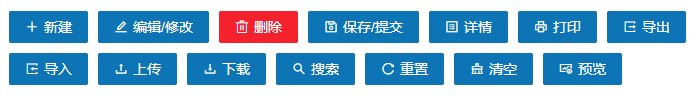 新建 编辑/修改 删除 保存/提交 详情 打印 导出
导入 上传 下载 搜索 重置 清空 预览